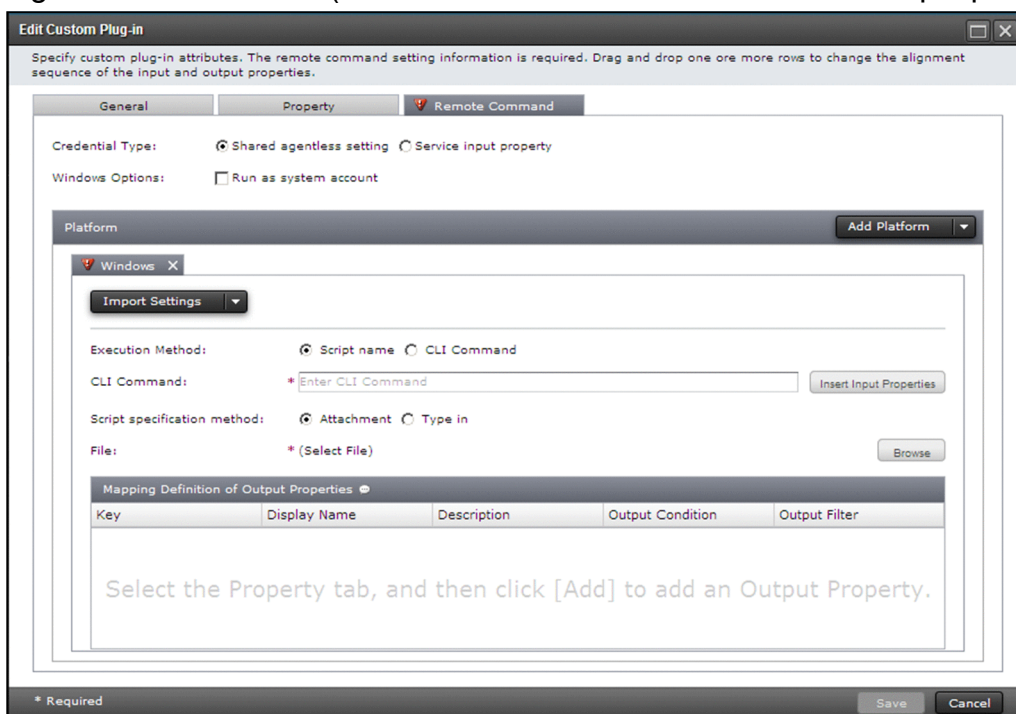 Edit Custom Plug-in
Specify custom plug-in attributes. The remote command setting information is required. Drag and drop one ore more rows to change the alignment
sequence of the input and output properties.
General Property Remote Command
Credential Type: Shared agentless setting Service input property
Windows Options: Run as system account
Platform Add Platform
Windows X
Import Settings
Execution Method: Script name CLI Command
CLI Command: * Enter CLI Command Insert Input Properties
Script specification method: Attachment Type in
File: * (Select File) Browse
Mapping Definition of Output Properties
Key Display Name Description Output Condition Output Filter
Select the Property tab, and then click [Add] to add an Output Property.
* Required Save Cancel